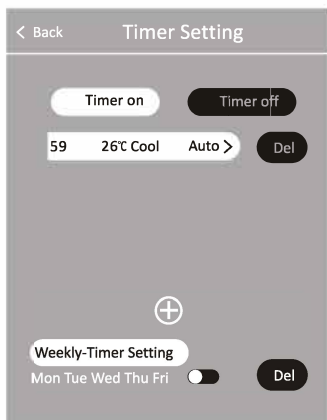 < Back Timer Setting
Timer on Timer off
59 26℃ Cool Auto > Del
Weekly-Timer Setting
Mon Tue Wed Thu Fri Del